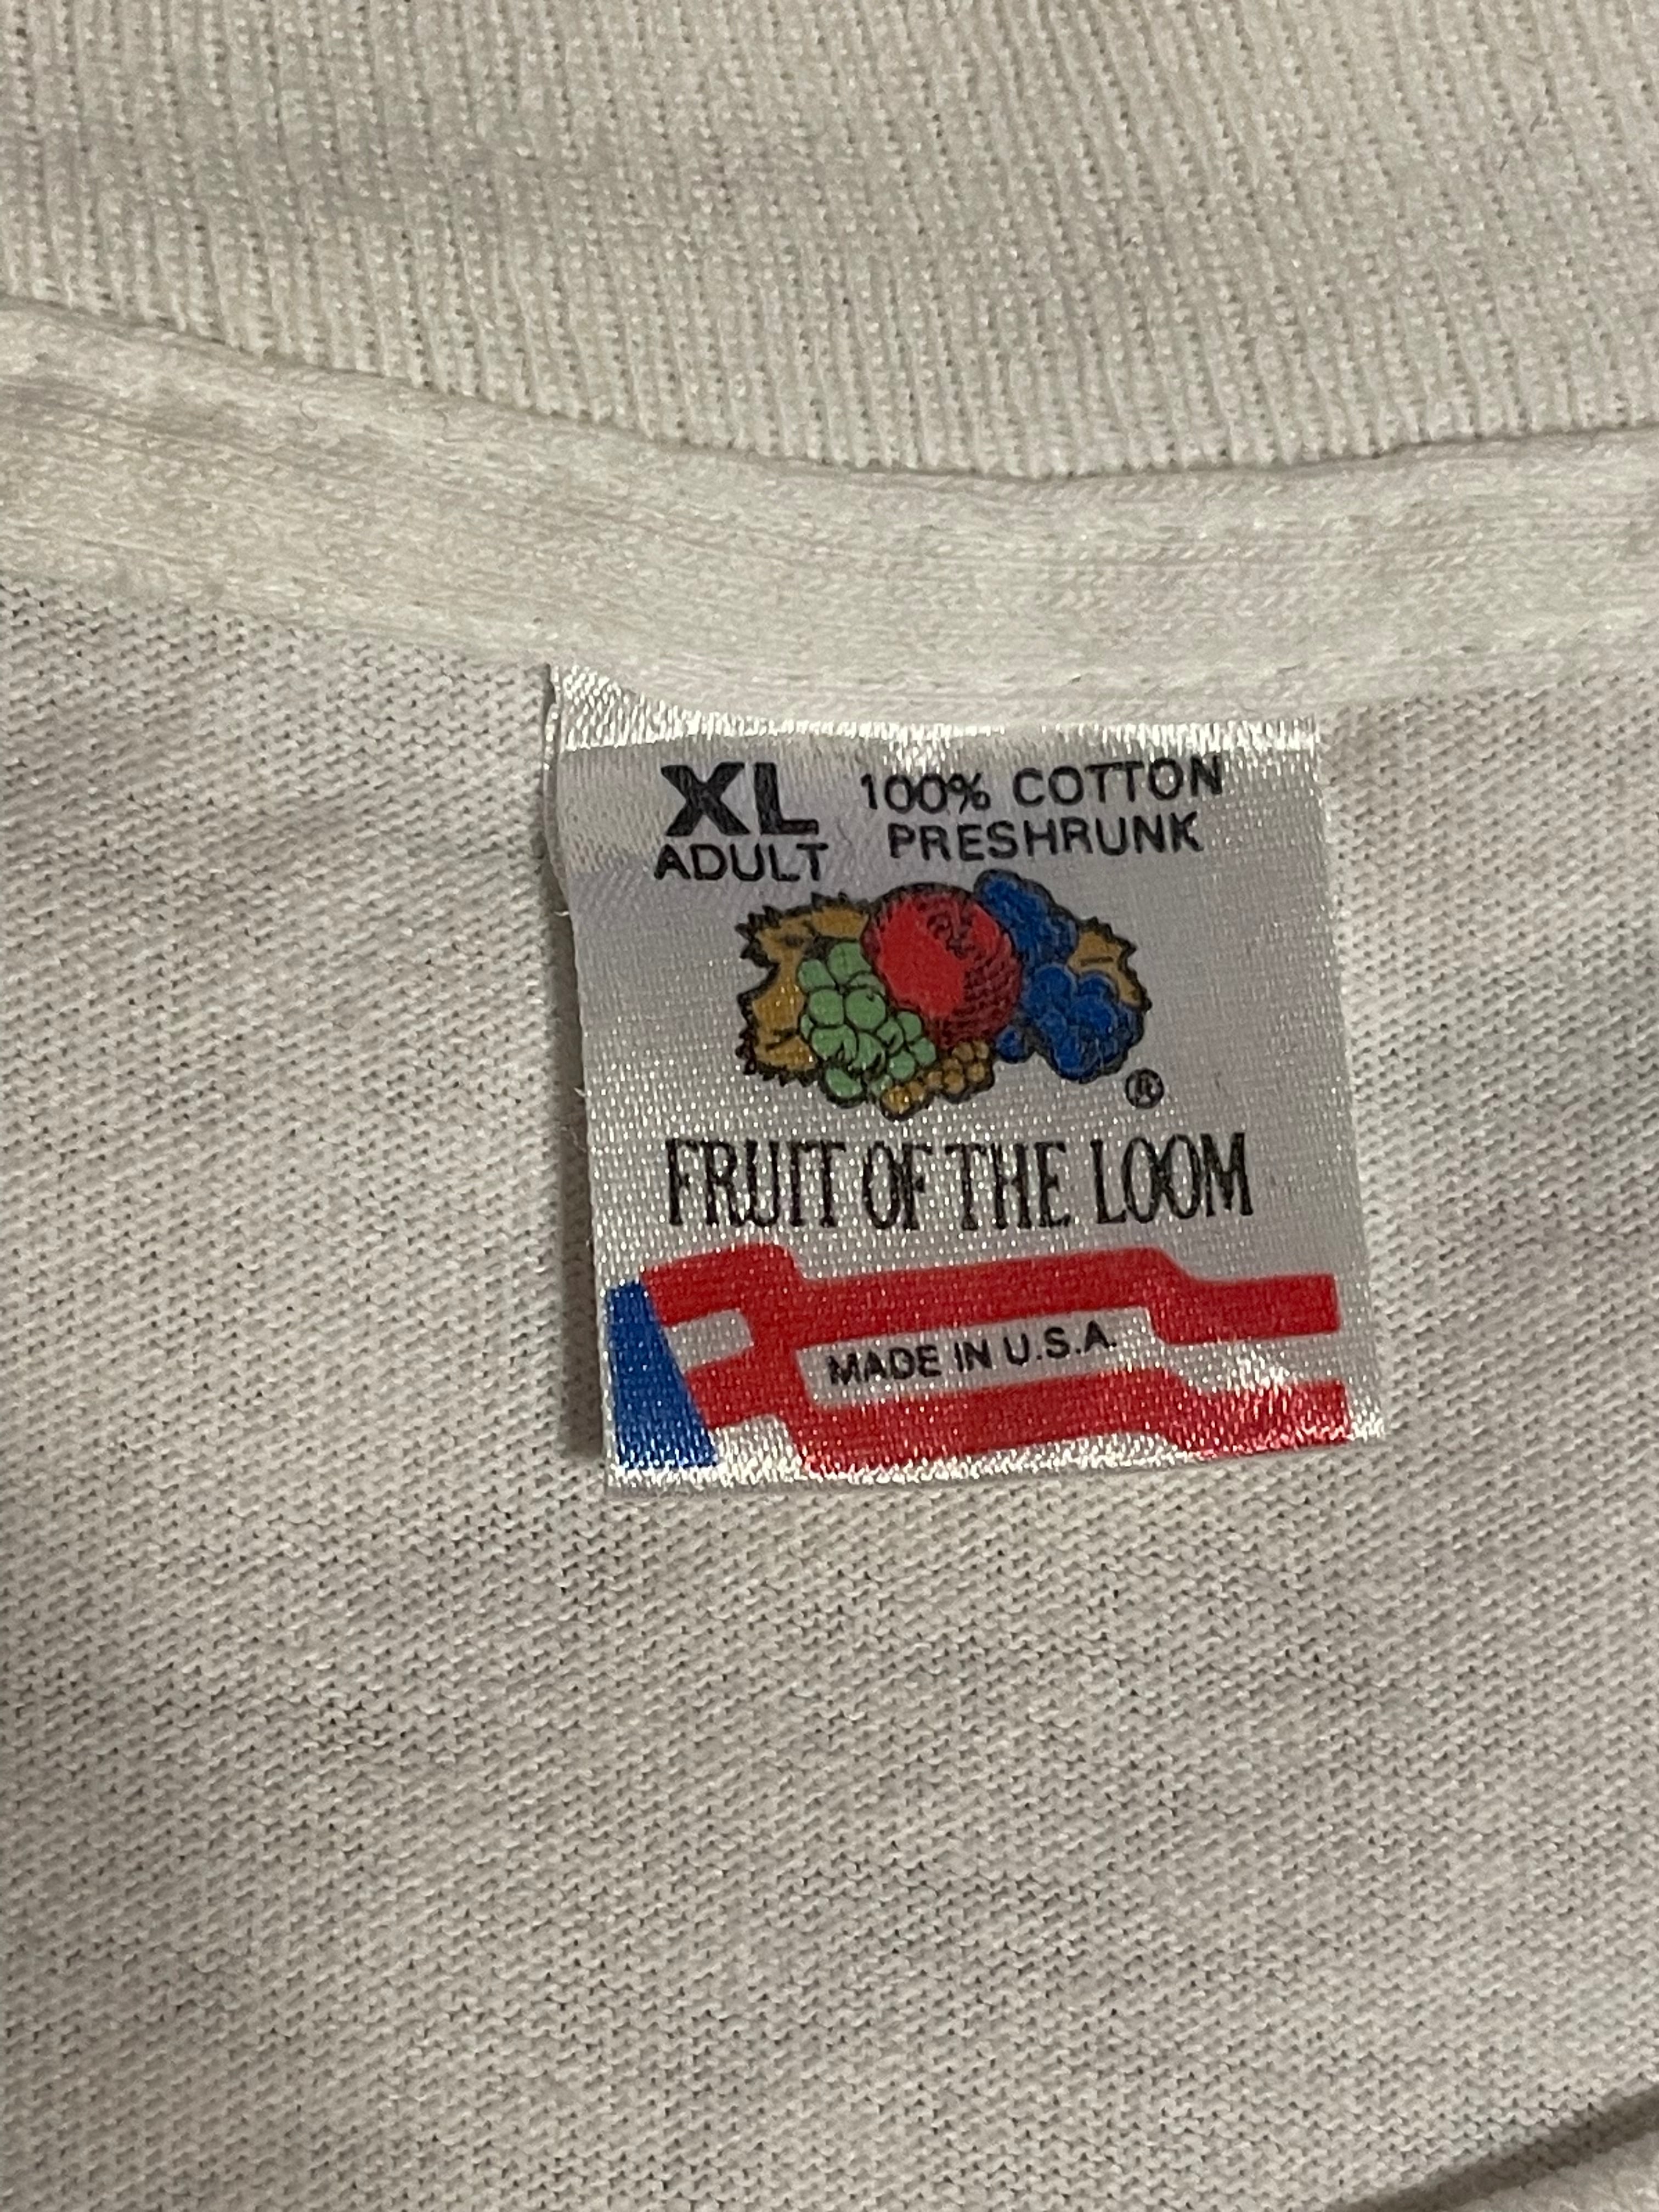 XL 100% COTTON
ADULT PRESHRUNK
®
FRUIT OF THE LOOM
MADE IN U.S.A.